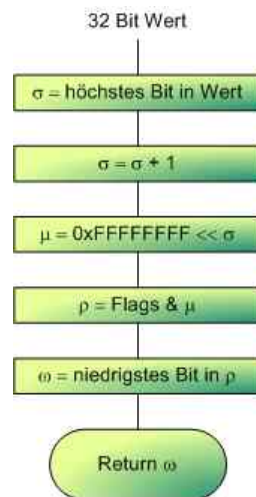 32 Bit Wert
σ = höchstes Bit in Wert
σ = σ + 1
μ = 0xFFFFFFFF << σ
ρ = Flags & μ
ω = niedrigstes Bit in ρ
Return ω